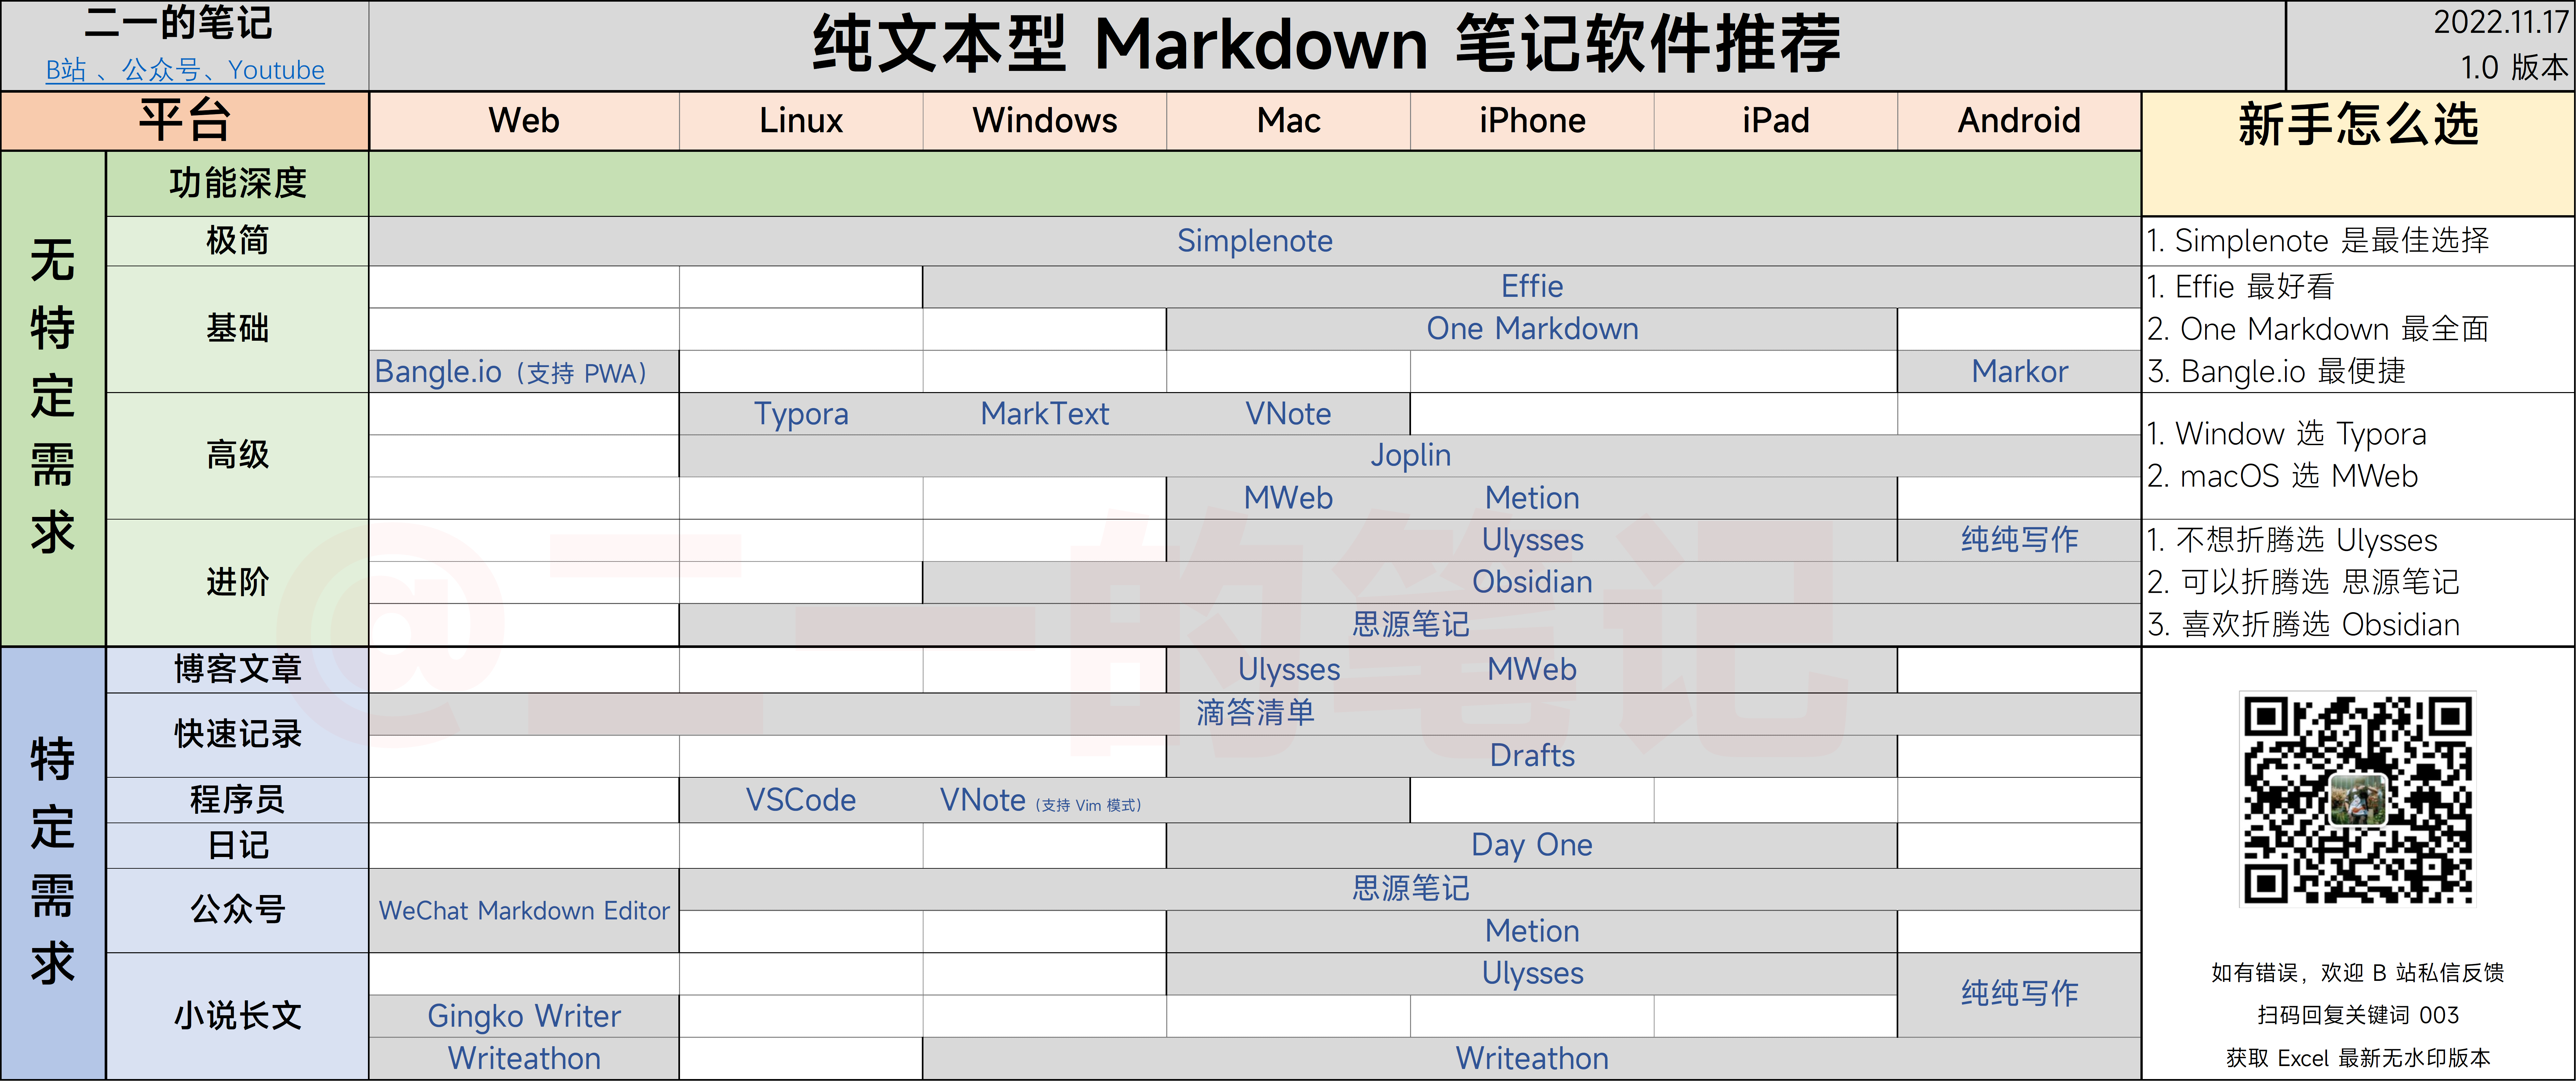 二一的笔记
B站 、公众号、Youtube
纯文本型 Markdown 笔记软件推荐
2022.11.17
1.0 版本
平台
Web
Linux
Windows
Mac
iPhone
iPad
Android
新手怎么选
无特定需求
功能深度
极简
Simplenote
1. Simplenote 是最佳选择
基础
Effie
One Markdown
Bangle.io（支持 PWA）
Markor
1. Effie 最好看
2. One Markdown 最全面
3. Bangle.io 最便捷
高级
Typora
MarkText
VNote
Joplin
MWeb
Metion
1. Window 选 Typora
2. macOS 选 MWeb
进阶
Ulysses
纯纯写作
Obsidian
思源笔记
1. 不想折腾选 Ulysses
2. 可以折腾选 思源笔记
3. 喜欢折腾选 Obsidian
特定需求
博客文章
Ulysses
MWeb
快速记录
滴答清单
Drafts
程序员
VSCode
VNote（支持 Vim 模式）
日记
Day One
公众号
WeChat Markdown Editor
思源笔记
Metion
小说长文
Ulysses
纯纯写作
Gingko Writer
Writeathon
Writeathon
如有错误，欢迎 B 站私信反馈
扫码回复关键词 003
获取 Excel 最新无水印版本
@二一的笔记